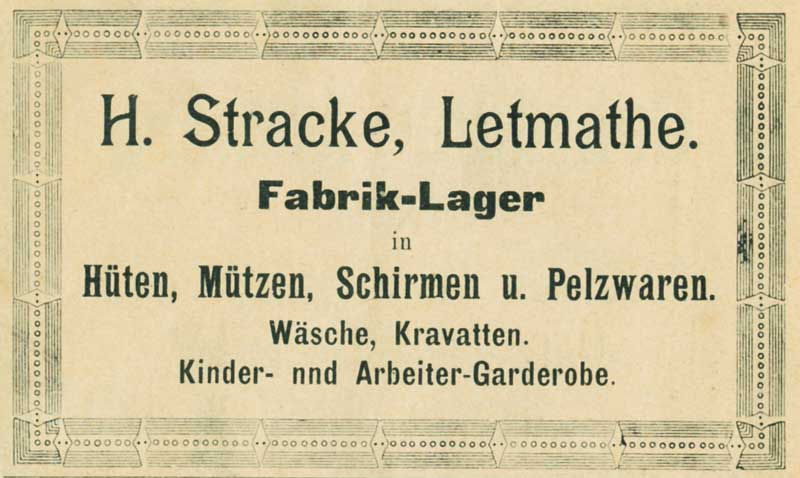 H. Stracke, Letmathe.
Fabrik-Lager
in
Hüten, Mützen, Schirmen u. Pelzwaren.
Wäsche, Kravatten.
Kinder- nnd Arbeiter-Garderobe.